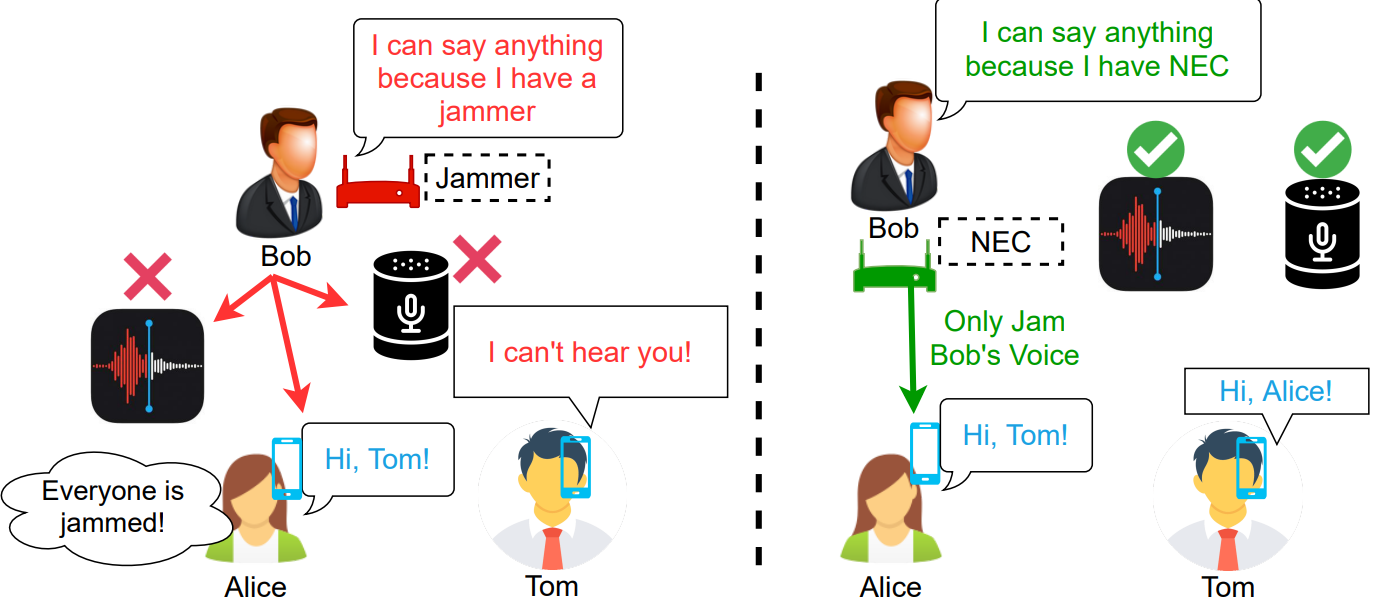 I can say anything
because I have a
jammer
Jammer
Bob
I can't hear you!
Hi, Tom!
Everyone is
jammed!
Alice
Tom
I can say anything
because I have NEC
Bob
NEC
Only Jam
Bob's Voice
Hi, Alice!
Hi, Tom!
Alice
Tom